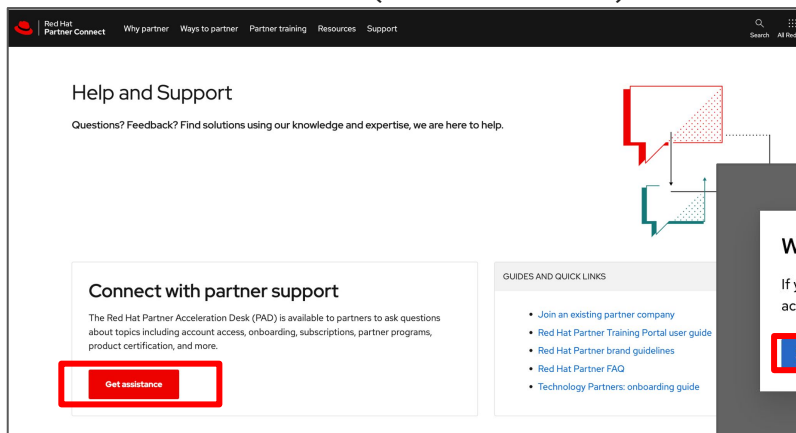 Red Hat
Partner Connect
Why partner Ways to partner Partner training Resources Support
Search All Red
Help and Support
Questions? Feedback? Find solutions using our knowledge and expertise, we are here to help.
Connect with partner support
The Red Hat Partner Acceleration Desk (PAD) is available to partners to ask questions
about topics including account access, onboarding, subscriptions, partner programs,
product certification, and more.
Get assistance
GUIDES AND QUICK LINKS
• Join an existing partner company
• Red Hat Partner Training Portal user guide
• Red Hat Partner brand guidelines
• Red Hat Partner FAQ
• Technology Partners: onboarding guide
W
If y
ac